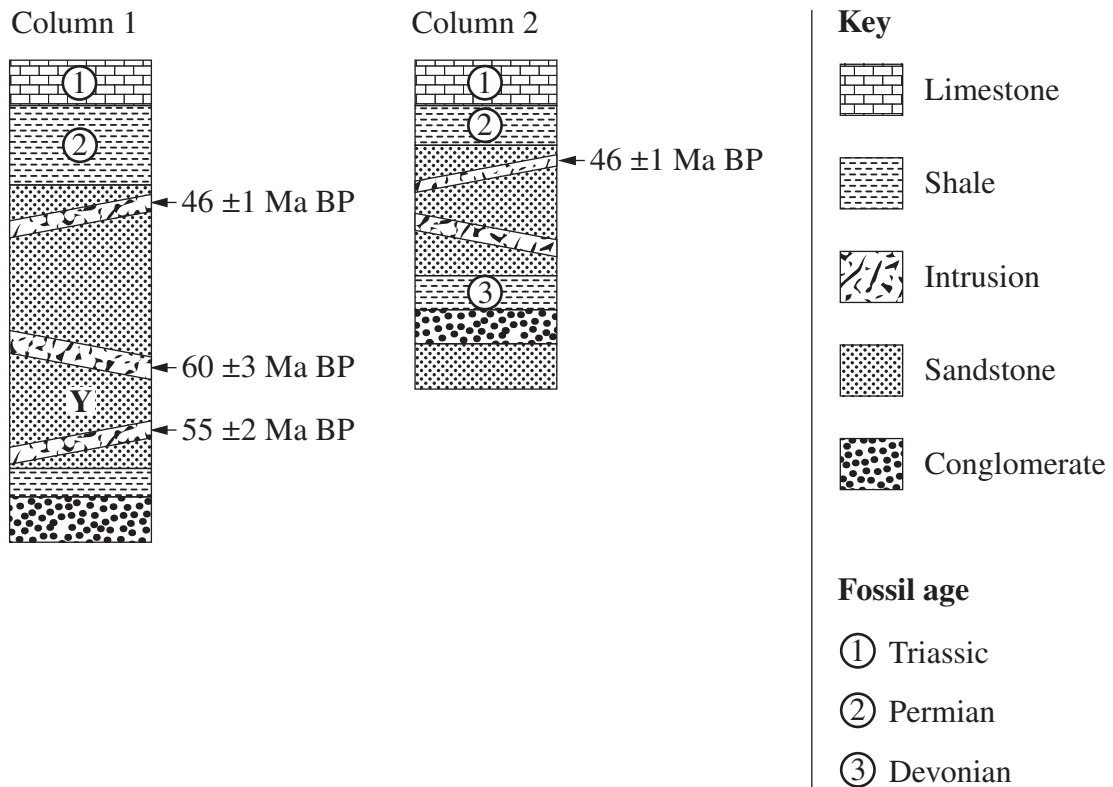 Column 1
1
2
46 ±1 Ma BP
60 ±3 Ma BP
Y
55 ±2 Ma BP
Column 2
1
2
46 ±1 Ma BP
3
Key
Limestone
Shale
Intrusion
Sandstone
Conglomerate
Fossil age
1 Triassic
2 Permian
3 Devonian